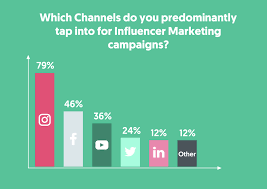 Which Channels do you predominantly
tap into for Influencer Marketing
campaigns?
79%
46%
36%
24%
12%
12%
Other